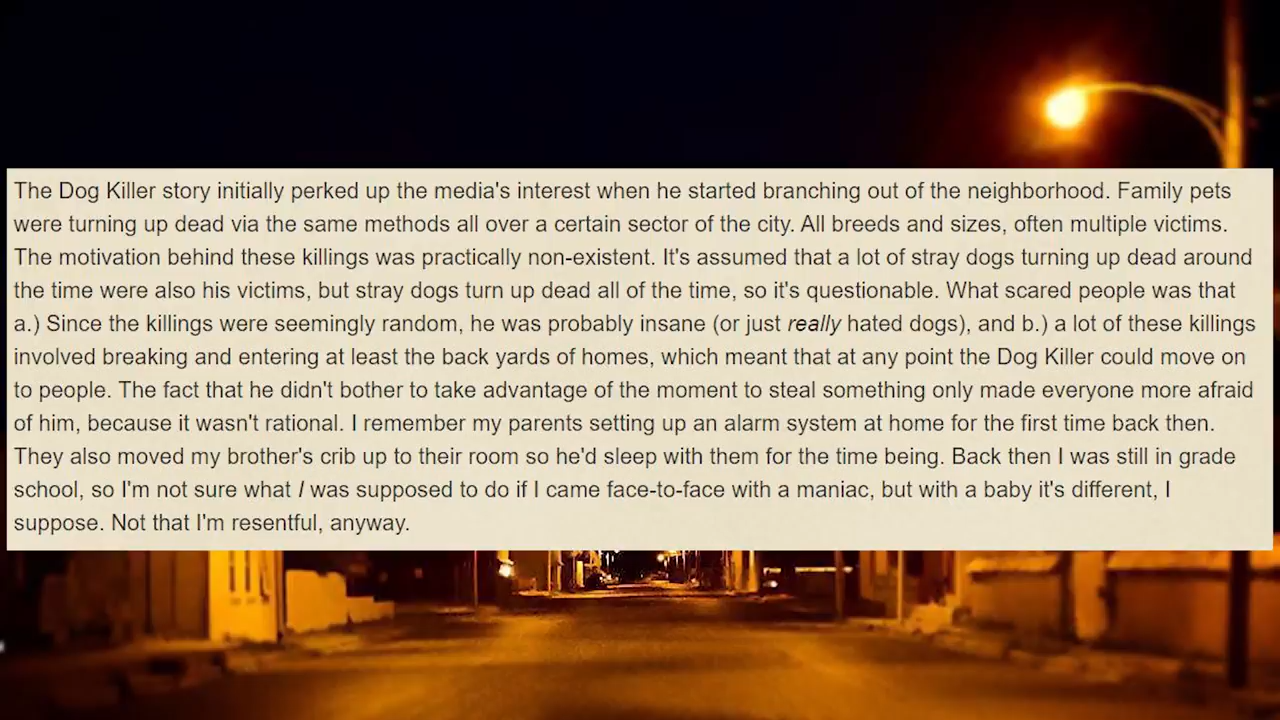 The Dog Killer story initially perked up the media's interest when he started branching out of the neighborhood. Family pets
were turning up dead via the same methods all over a certain sector of the city. All breeds and sizes, often multiple victims.
The motivation behind these killings was practically non-existent. It's assumed that a lot of stray dogs turning up dead around
the time were also his victims, but stray dogs turn up dead all of the time, so it's questionable. What scared people was that
a.) Since the killings were seemingly random, he was probably insane (or just really hated dogs), and b.) a lot of these killings
involved breaking and entering at least the back yards of homes, which meant that at any point the Dog Killer could move on
to people. The fact that he didn't bother to take advantage of the moment to steal something only made everyone more afraid
of him, because it wasn't rational. I remember my parents setting up an alarm system at home for the first time back then.
They also moved my brother's crib up to their room so he'd sleep with them for the time being. Back then I was still in grade
school, so I'm not sure what I was supposed to do if I came face-to-face with a maniac, but with a baby it's different, I
suppose. Not that I'm resentful, anyway.